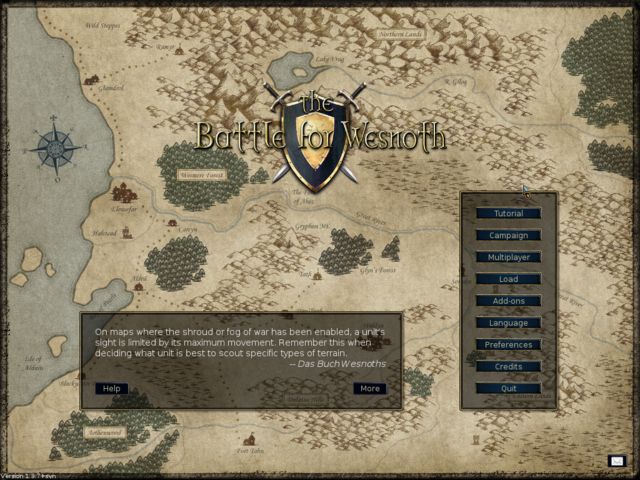 Wild Steppes
Northern Lands
Lake Vrug
Glamdrol
R. Gilog
the
Battle for Wesnoth
Wesmere Forest
Great River
Elensefar
Halstead
Carcyn
Gryphon Mt.
Glyn's Forest
Aldril
Tutorial
Campaign
Multiplayer
Load
Add-ons
Language
Preferences
Credits
Quit
On maps where the shroud or fog of war has been enabled, a unit's
sight is limited by its maximum movement. Remember this when
deciding what unit is best to scout specific types of terrain.
-- Das Buch Wesnoths
Help
More
Isle of
Aethenwood
Fort Tahn